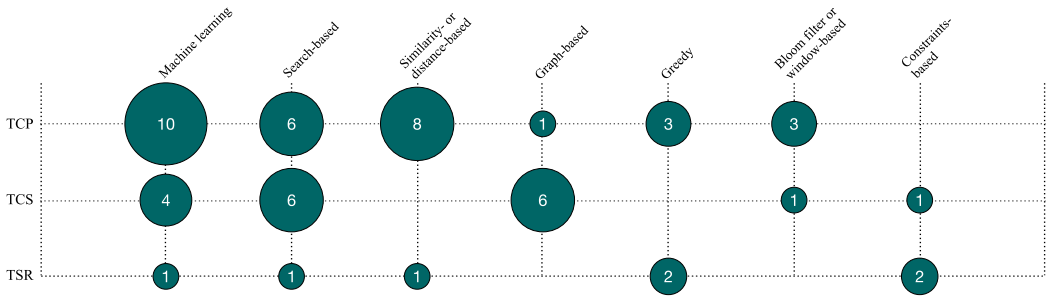 Machine learning
Search-based
Similarity- or
distance-based
Graph-based
Greedy
Bloom filter or
window-based
Constraints-
based
TCP 10 6 8 1 3 3
TCS 4 6 6 1 1
TSR 1 1 1 2 2